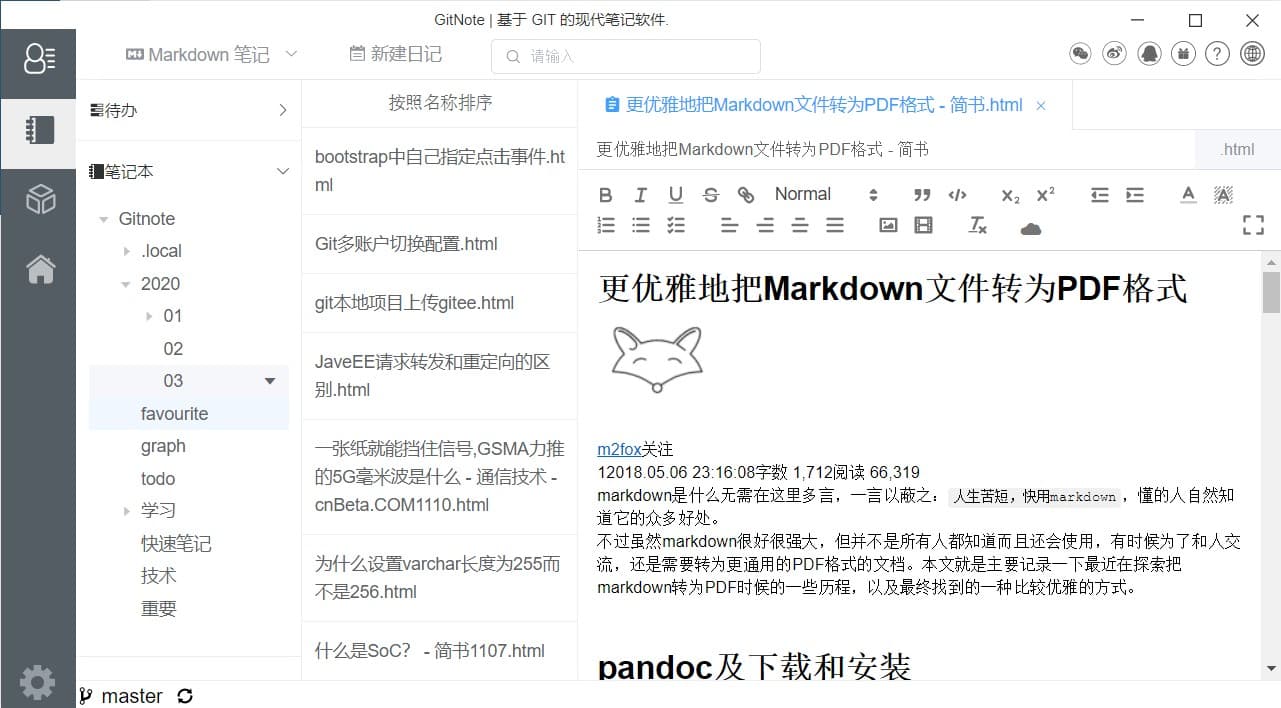 GitNote | 基于 GIT 的现代笔记软件.
Markdown 笔记
新建日记
请输入
待办
笔记本
Gitnote
.local
2020
01
02
03
favourite
graph
todo
学习
快速笔记
技术
重要
按照名称排序
bootstrap中自己指定点击事件.ht
ml
Git多账户切换配置.html
git本地项目上传gitee.html
JaveEE请求转发和重定向的区
别.html
一张纸就能挡住信号,GSMA力推
的5G毫米波是什么 - 通信技术 -
cnBeta.COM1110.html
为什么设置varchar长度为255而
不是256.html
什么是SoC？ - 简书1107.html
更优雅地把Markdown文件转为PDF格式 - 简书.html
更优雅地把Markdown文件转为PDF格式 - 简书
.html
Normal
更优雅地把Markdown文件转为PDF格式
m2fox关注
12018.05.06 23:16:08字数 1,712阅读 66,319
markdown是什么无需在这里多言，一言以蔽之：人生苦短，快用markdown，懂的人自然知
道它的众多好处。
不过虽然markdown很好很强大，但并不是所有人都知道而且还会使用，有时候为了和人交
流，还是需要转为更通用的PDF格式的文档。本文就是主要记录一下最近在探索把
markdown转为PDF时候的一些历程，以及最终找到的一种比较优雅的方式。
pandoc及下载和安装
master